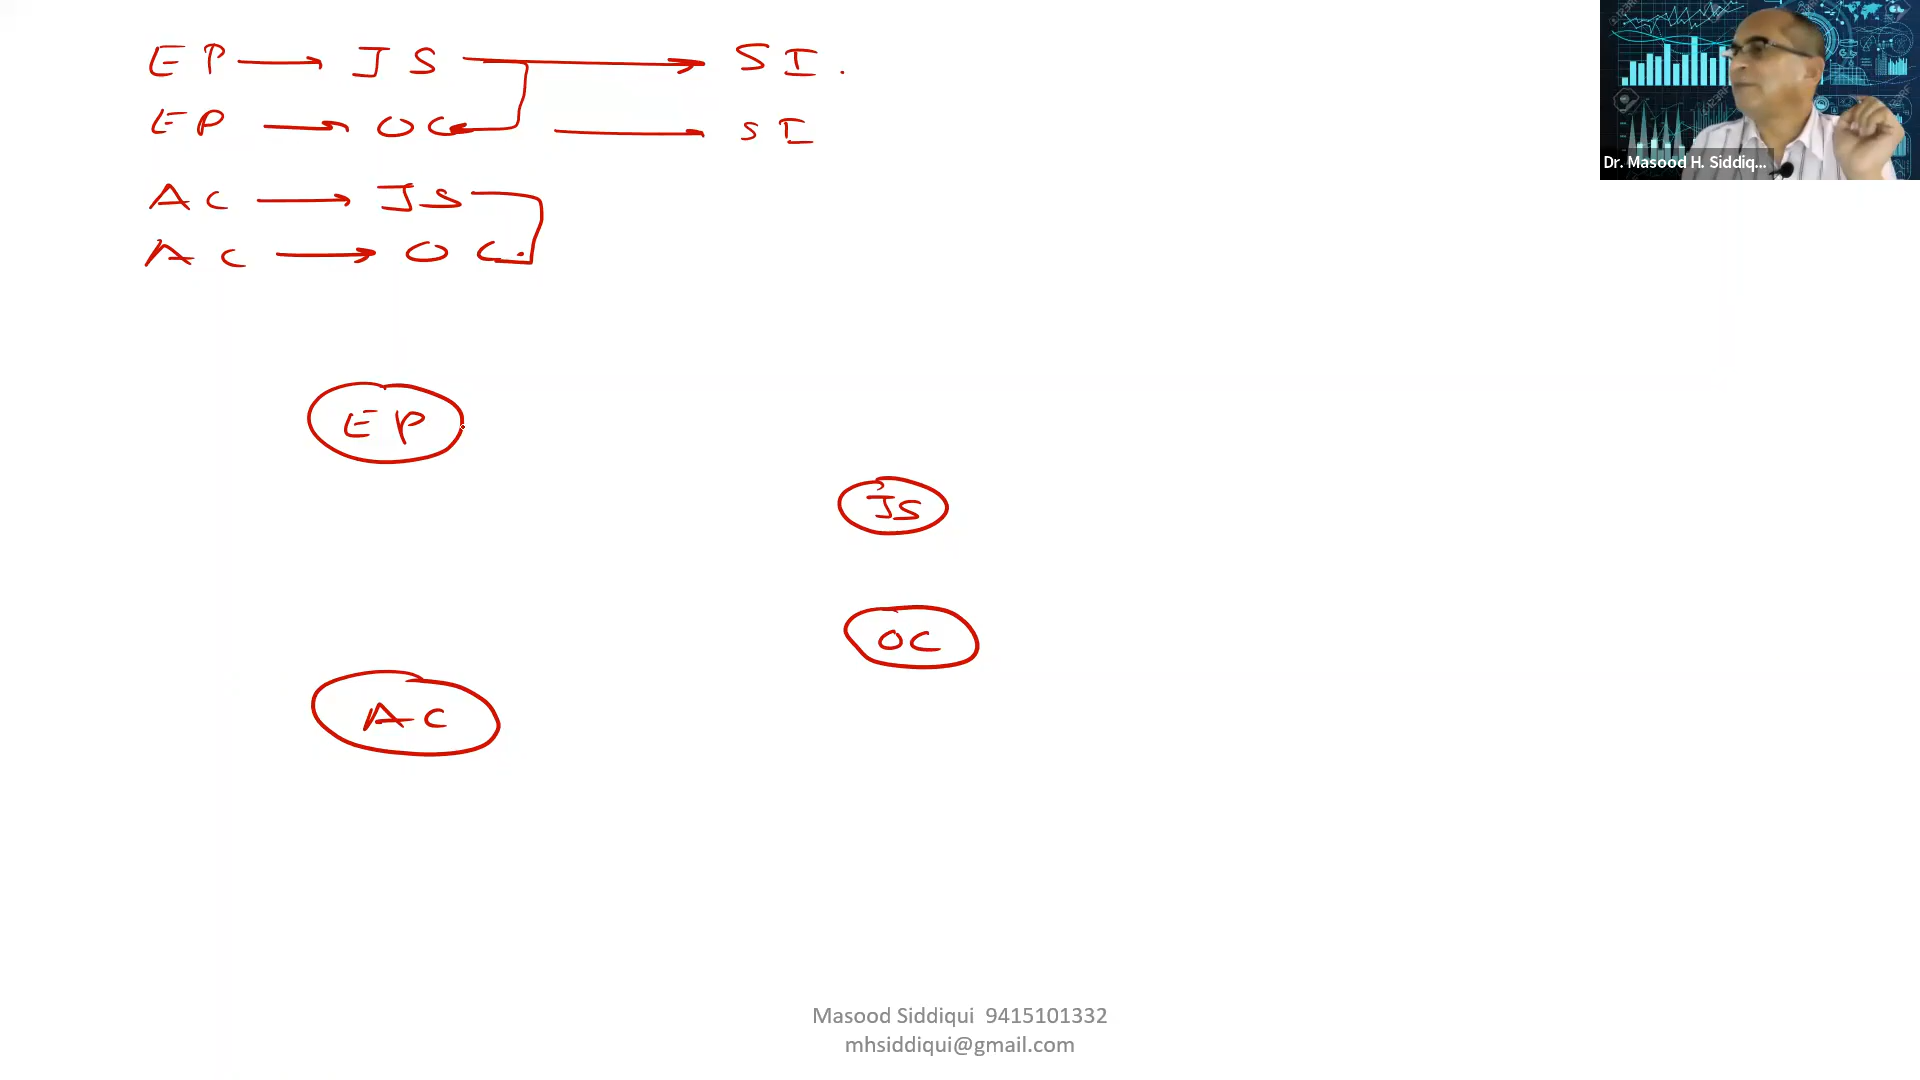 EP → JS → SI.
EP → OC → SI
AC → JS
AC → OC.
EP
JS
OC
AC
Dr. Masood H. Siddiq...
Masood Siddiqui 9415101332
mhsiddiqui@gmail.com